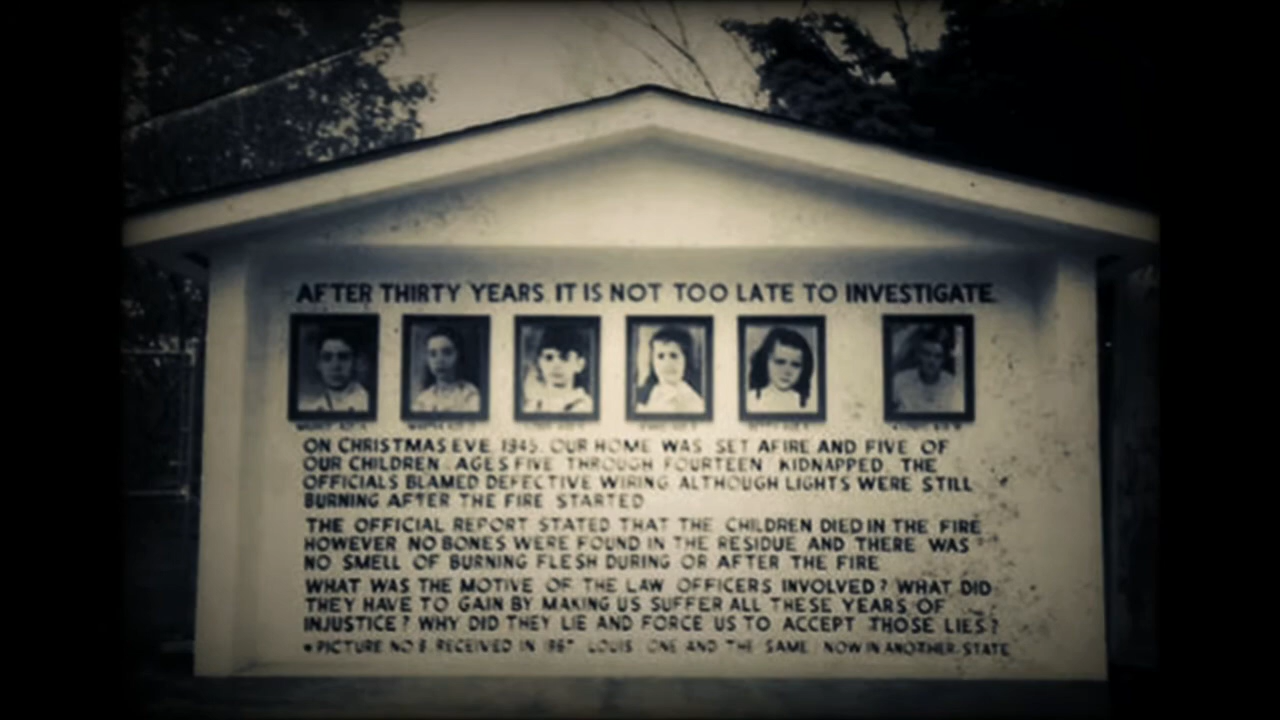 AFTER THIRTY YEARS IT IS NOT TOO LATE TO INVESTIGATE.
ON CHRISTMAS EVE, 1945, OUR HOME WAS SET AFIRE AND FIVE OF
OUR CHILDREN, AGES FIVE THROUGH FOURTEEN KIDNAPPED. THE
OFFICIALS BLAMED DEFECTIVE WIRING ALTHOUGH LIGHTS WERE STILL
BURNING AFTER THE FIRE STARTED
THE OFFICIAL REPORT STATED THAT THE CHILDREN DIED IN THE FIRE
HOWEVER NO BONES WERE FOUND IN THE RESIDUE AND THERE WAS
NO SMELL OF BURNING FLESH DURING OR AFTER THE FIRE
WHAT WAS THE MOTIVE OF THE LAW OFFICERS INVOLVED? WHAT DID
THEY HAVE TO GAIN BY MAKING US SUFFER ALL THESE YEARS OF
INJUSTICE? WHY DID THEY LIE AND FORCE US TO ACCEPT THOSE LIES?
PICTURE NO RECEIVED IN LOUIS ONE AND THE SAME NOW IN ANOTHER STATE